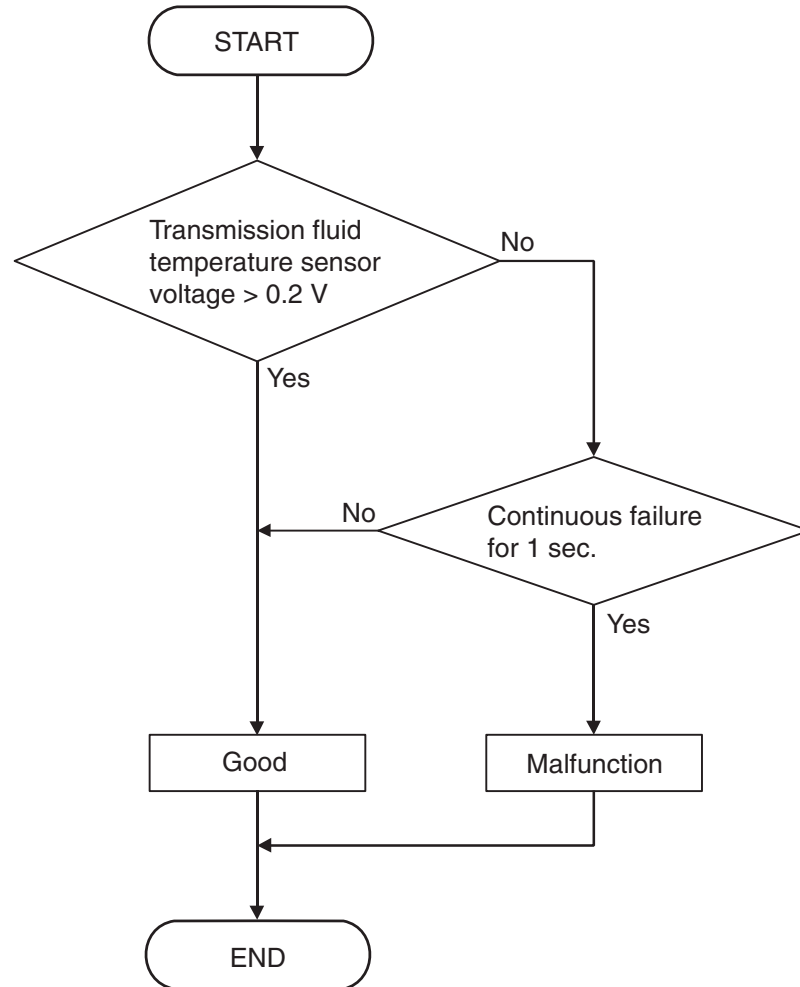 START
Transmission fluid
temperature sensor
voltage > 0.2 V
No
Yes
Continuous failure
for 1 sec.
No
Yes
Good
Malfunction
END